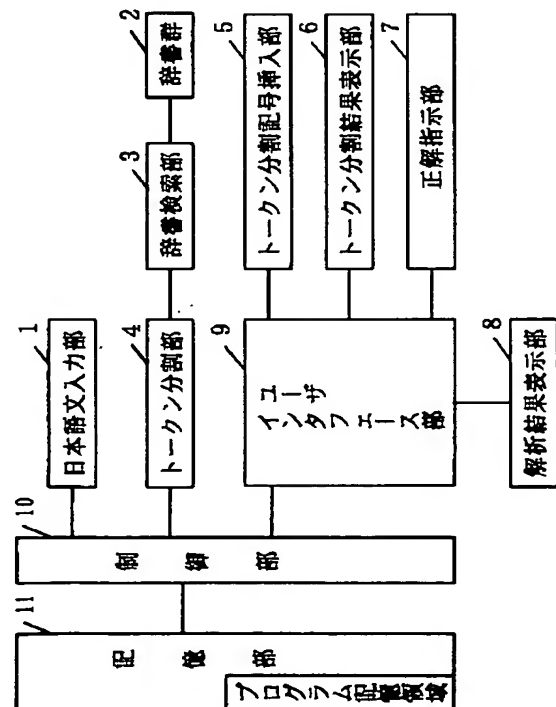 11
記憶部
プログラム記憶領域
10
制御部
1
日本語文入力部
4
トークン分割部
3
辞書検索部
2
辞書群
9
ユーザ
インタフェース部
5
トークン分割記号挿入部
6
トークン分割結果表示部
7
正解指示部
8
解析結果表示部